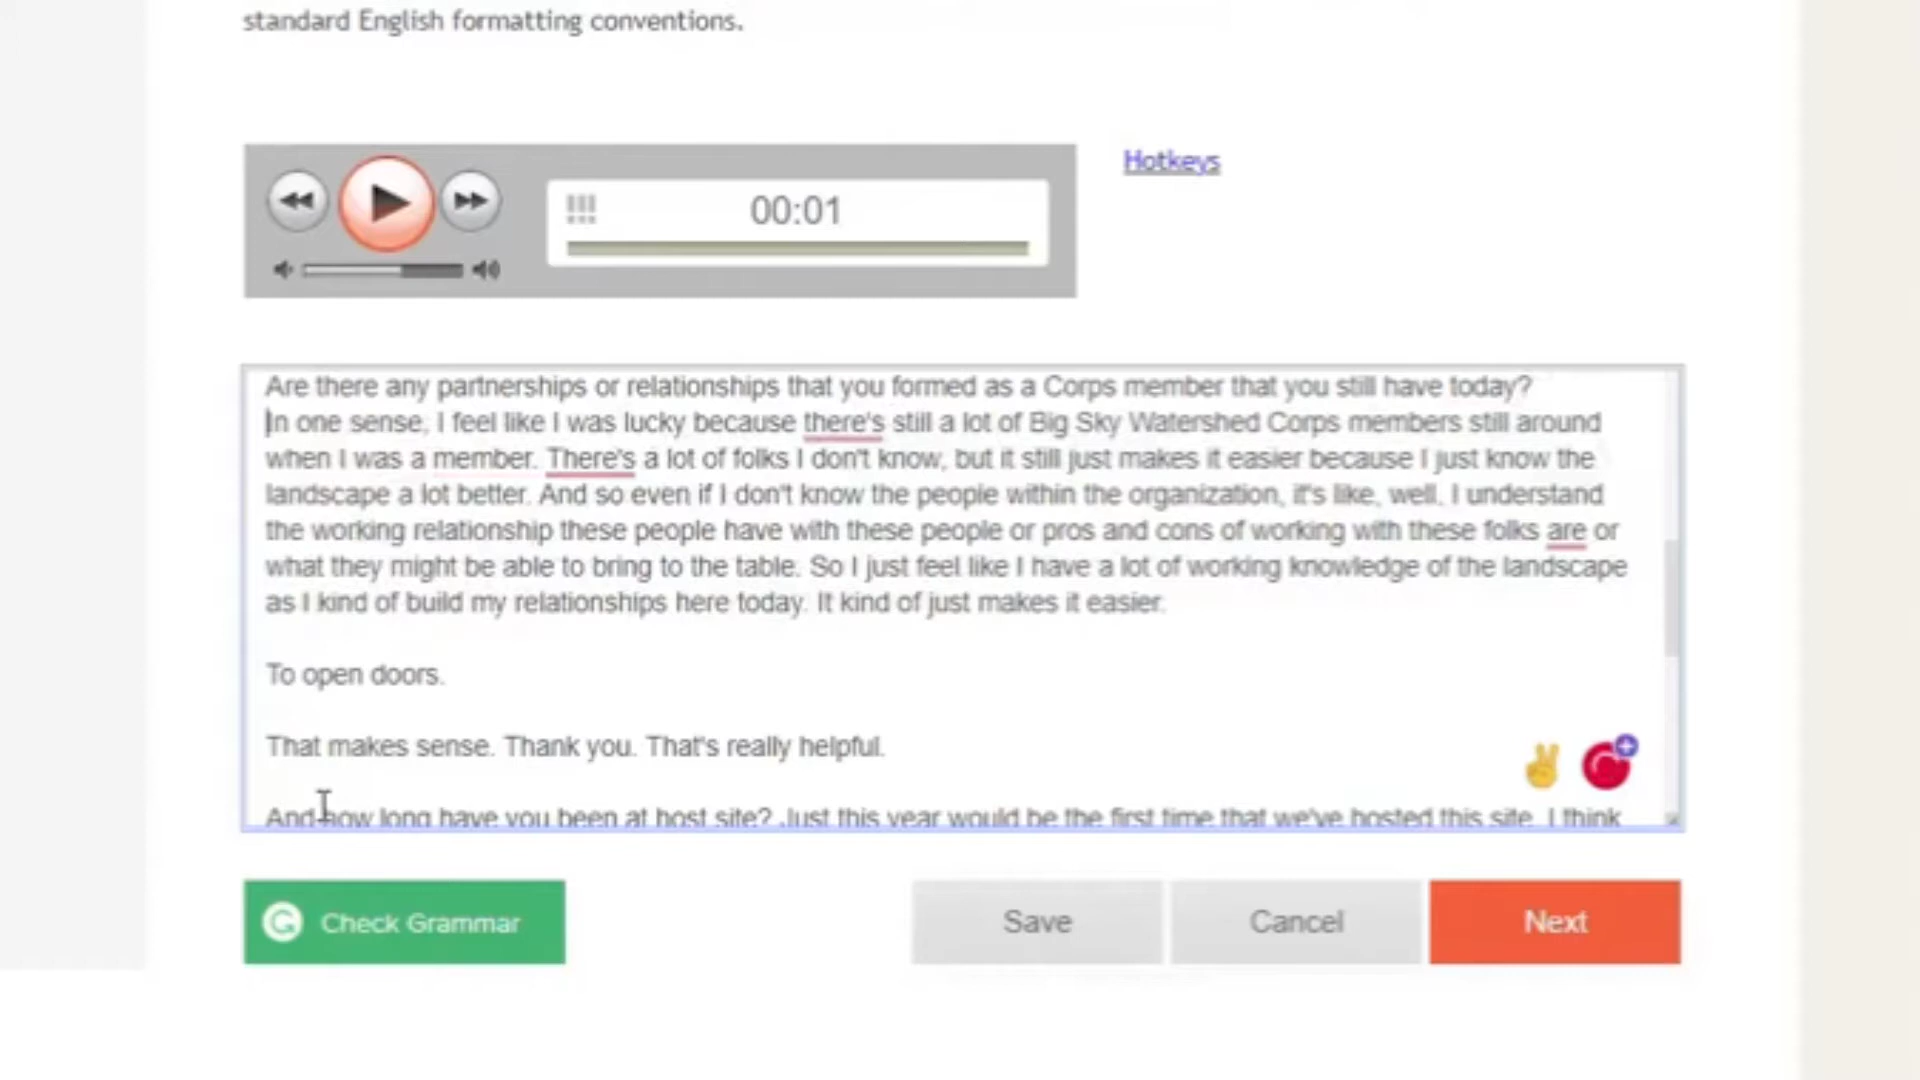 standard English formatting conventions.
Hotkeys
00:01
Are there any partnerships or relationships that you formed as a Corps member that you still have today?
In one sense, I feel like I was lucky because there's still a lot of Big Sky Watershed Corps members still around
when I was a member. There's a lot of folks I don't know, but it still just makes it easier because I just know the
landscape a lot better. And so even if I don't know the people within the organization, it's like, well, I understand
the working relationship these people have with these people or pros and cons of working with these folks are or
what they might be able to bring to the table. So I just feel like I have a lot of working knowledge of the landscape
as I kind of build my relationships here today. It kind of just makes it easier.
To open doors.
That makes sense. Thank you. That's really helpful.
And how long have you been at host site? Just this year would be the first time that we've hosted this site. I think
Check Grammar
Save
Cancel
Next